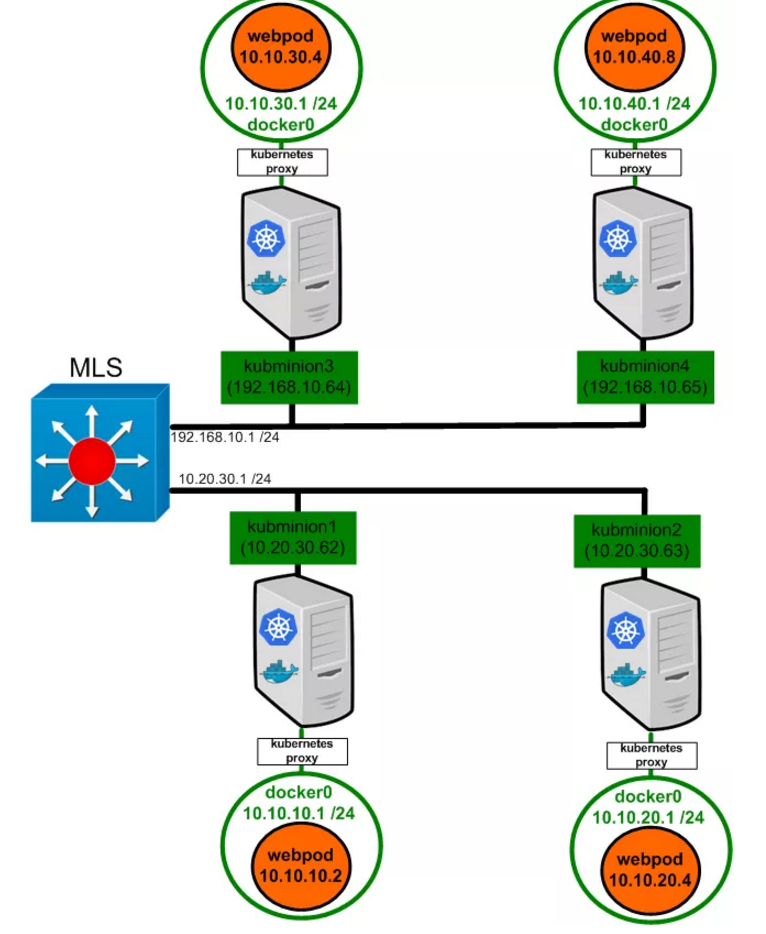 webpod
10.10.30.4
10.10.30.1 /24
docker0
kubernetes
proxy
webpod
10.10.40.8
10.10.40.1 /24
docker0
kubernetes
proxy
kubminion3
(192.168.10.64)
kubminion4
(192.168.10.65)
MLS
192.168.10.1 /24
10.20.30.1 /24
kubminion1
(10.20.30.62)
kubminion2
(10.20.30.63)
kubernetes
proxy
docker0
10.10.10.1 /24
webpod
10.10.10.2
kubernetes
proxy
docker0
10.10.20.1 /24
webpod
10.10.20.4